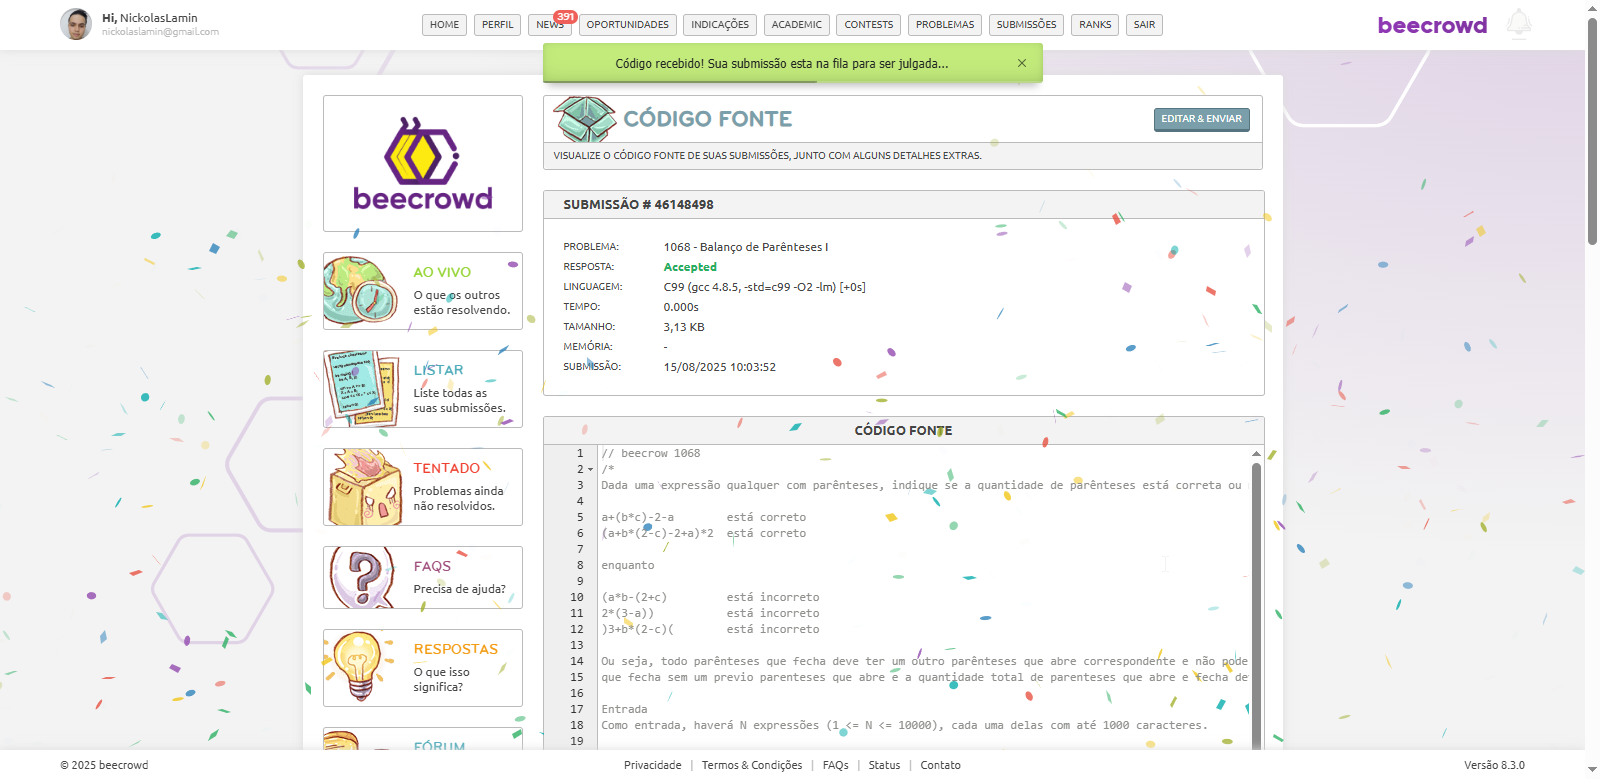 Hi, NickolasLamin
nickolaslamin@gmail.com
HOME
PERFIL
NEWS
391
OPORTUNIDADES
INDICAÇÕES
ACADEMIC
CONTESTS
PROBLEMAS
SUBMISSÕES
RANKS
SAIR
beecrowd
Código recebido! Sua submissão esta na fila para ser julgada...
×
beecrowd
AO VIVO
O que os outros
estão resolvendo.
LISTAR
Liste todas as
suas submissões.
TENTADO
Problemas ainda
não resolvidos.
FAQS
Precisa de ajuda?
RESPOSTAS
O que isso
significa?
FÓRUM
CÓDIGO FONTE
EDITAR & ENVIAR
VISUALIZE O CÓDIGO FONTE DE SUAS SUBMISSÕES, JUNTO COM ALGUNS DETALHES EXTRAS.
SUBMISSÃO # 46148498
PROBLEMA: 1068 - Balanço de Parênteses I
RESPOSTA: Accepted
LINGUAGEM: C99 (gcc 4.8.5, -std=c99 -O2 -lm) [+0s]
TEMPO: 0.000s
TAMANHO: 3,13 KB
MEMÓRIA: -
SUBMISSÃO: 15/08/2025 10:03:52
CÓDIGO FONTE
1 // beecrow 1068
2 /*
3 Dada uma expressão qualquer com parênteses, indique se a quantidade de parênteses está correta ou
4
5 a+(b*c)-2-a está correto
6 (a+b*(2-c)-2+a)*2 está correto
7
8 enquanto
9
10 (a*b-(2+c) está incorreto
11 2*(3-a)) está incorreto
12 )3+b*(2-c)( está incorreto
13
14 Ou seja, todo parênteses que fecha deve ter um outro parênteses que abre correspondente e não pode
15 que fecha sem um previo parenteses que abre e a quantidade total de parenteses que abre e fecha de
16
17 Entrada
18 Como entrada, haverá N expressões (1 <= N <= 10000), cada uma delas com até 1000 caracteres.
19
© 2025 beecrowd
Privacidade | Termos & Condições | FAQs | Status | Contato
Versão 8.3.0